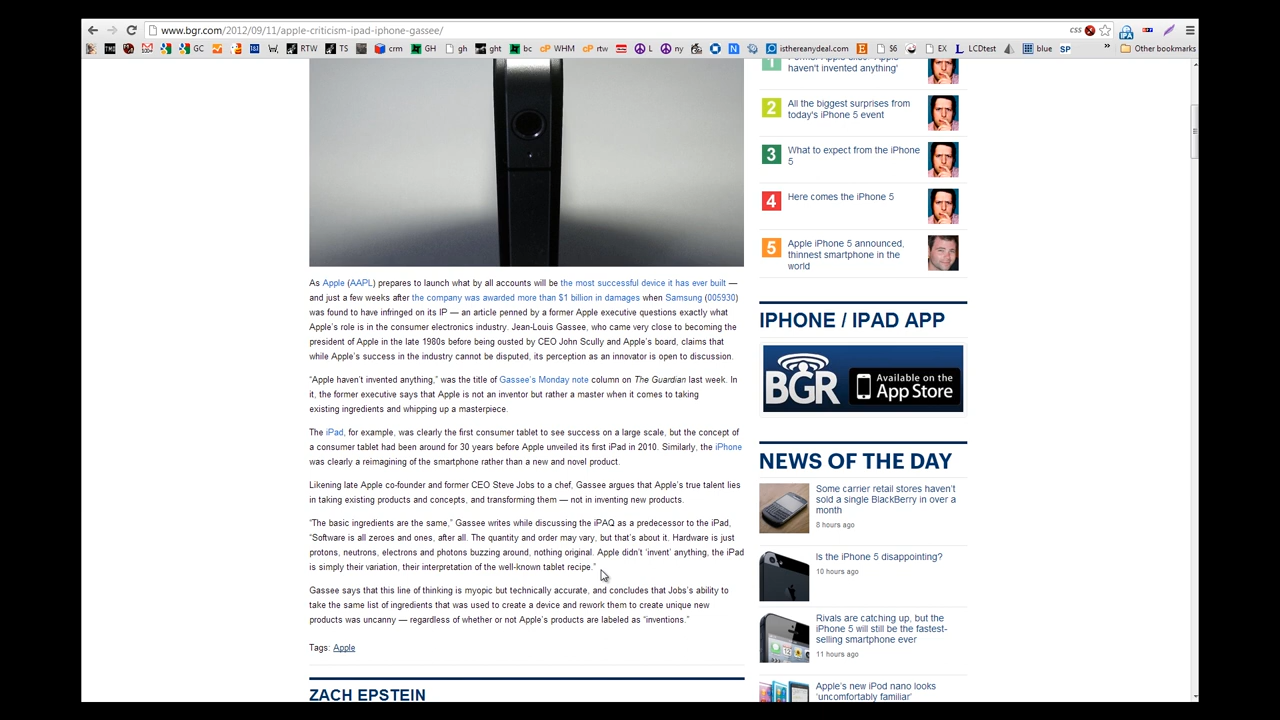 www.bgr.com/2012/09/11/apple-criticism-ipad-iphone-gassee/
css
GC RTW TS crm GH gh ght bc WHM rtw L ny isthereanydeal.com $6 EX LCDtest blue SP » Other bookmarks
As Apple (AAPL) prepares to launch what by all accounts will be the most successful device it has ever built —
and just a few weeks after the company was awarded more than $1 billion in damages when Samsung (005930)
was found to have infringed on its IP — an article penned by a former Apple executive questions exactly what
Apple's role is in the consumer electronics industry. Jean-Louis Gassee, who came very close to becoming the
president of Apple in the late 1980s before being ousted by CEO John Scully and Apple's board, claims that
while Apple's success in the industry cannot be disputed, its perception as an innovator is open to discussion.
“Apple haven't invented anything,” was the title of Gassee's Monday note column on The Guardian last week. In
it, the former executive says that Apple is not an inventor but rather a master when it comes to taking
existing ingredients and whipping up a masterpiece.
The iPad, for example, was clearly the first consumer tablet to see success on a large scale, but the concept of
a consumer tablet had been around for 30 years before Apple unveiled its first iPad in 2010. Similarly, the iPhone
was clearly a reimagining of the smartphone rather than a new and novel product.
Likening late Apple co-founder and former CEO Steve Jobs to a chef, Gassee argues that Apple's true talent lies
in taking existing products and concepts, and transforming them — not in inventing new products.
“The basic ingredients are the same,” Gassee writes while discussing the iPAQ as a predecessor to the iPad,
“Software is all zeroes and ones, after all. The quantity and order may vary, but that's about it. Hardware is just
protons, neutrons, electrons and photons buzzing around, nothing original. Apple didn't ‘invent’ anything, the iPad
is simply their variation, their interpretation of the well-known tablet recipe.”
Gassee says that this line of thinking is myopic but technically accurate, and concludes that Jobs's ability to
take the same list of ingredients that was used to create a device and rework them to create unique new
products was uncanny — regardless of whether or not Apple's products are labeled as “inventions.”
Tags: Apple
ZACH EPSTEIN
1
haven't invented anything'
2
All the biggest surprises from
today's iPhone 5 event
3
What to expect from the iPhone
5
4
Here comes the iPhone 5
5
Apple iPhone 5 announced,
thinnest smartphone in the
world
IPHONE / IPAD APP
BGR
Available on the
App Store
NEWS OF THE DAY
Some carrier retail stores haven't
sold a single BlackBerry in over a
month
8 hours ago
Is the iPhone 5 disappointing?
10 hours ago
Rivals are catching up, but the
iPhone 5 will still be the fastest-
selling smartphone ever
11 hours ago
Apple's new iPod nano looks
‘uncomfortably familiar’